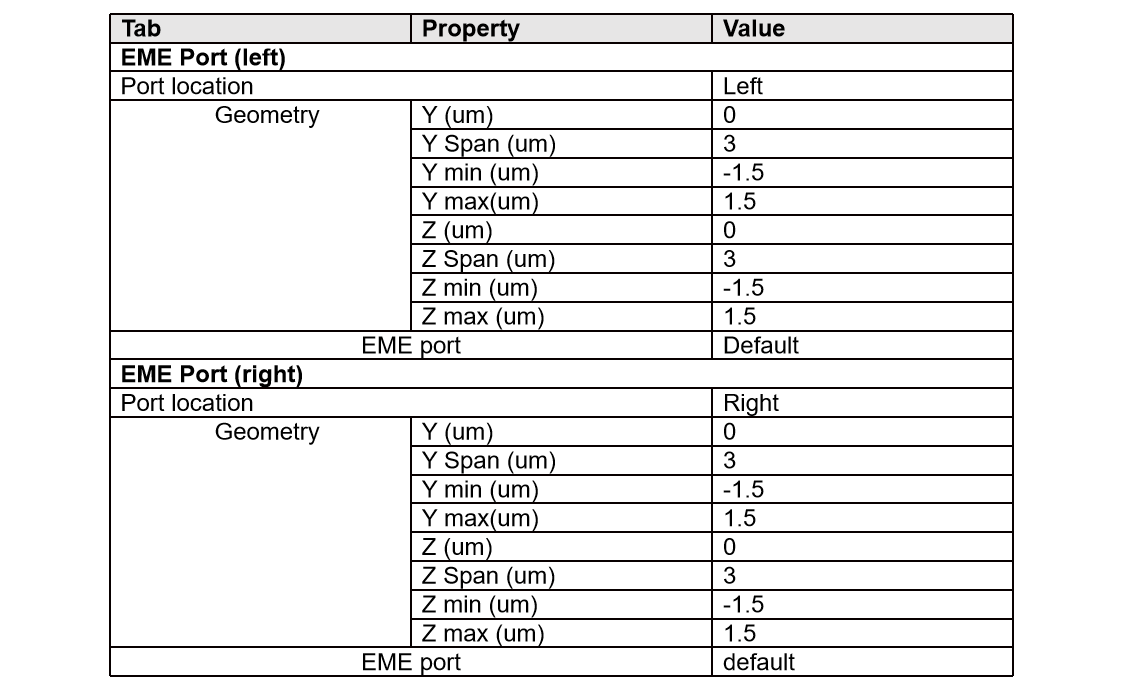 Tab Property Value
EME Port (left)
Port location Left
Geometry Y (um) 0
Y Span (um) 3
Y min (um) -1.5
Y max(um) 1.5
Z (um) 0
Z Span (um) 3
Z min (um) -1.5
Z max (um) 1.5
EME port Default
EME Port (right)
Port location Right
Geometry Y (um) 0
Y Span (um) 3
Y min (um) -1.5
Y max(um) 1.5
Z (um) 0
Z Span (um) 3
Z min (um) -1.5
Z max (um) 1.5
EME port default